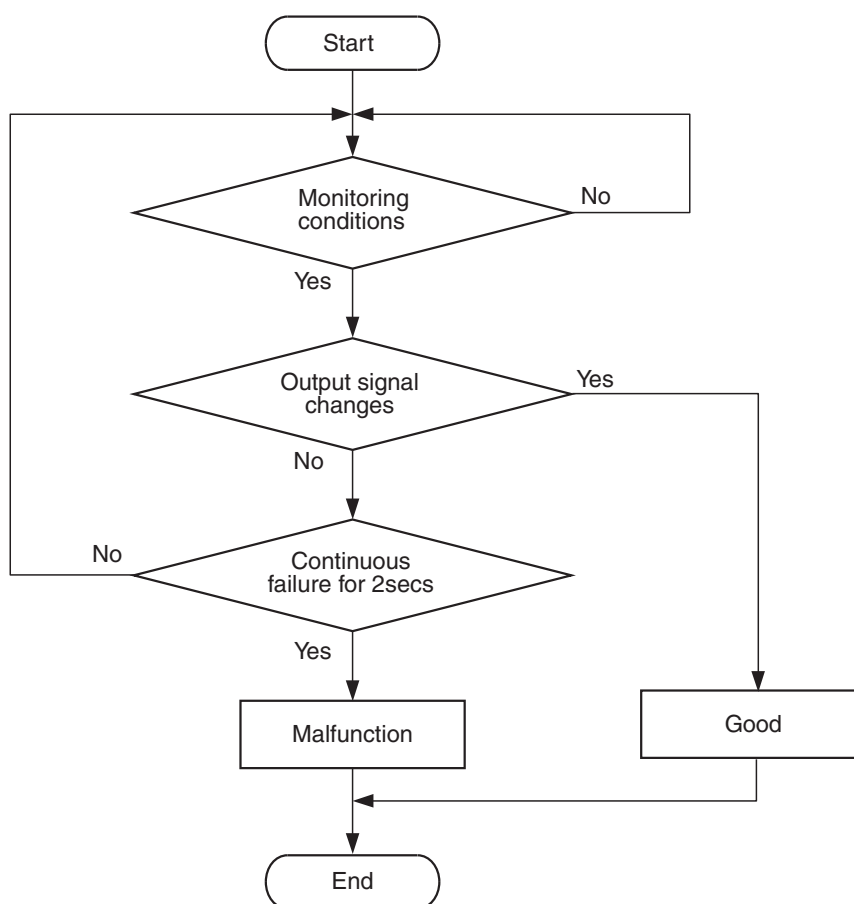 Start
Monitoring
conditions
No
Yes
Output signal
changes
Yes
No
Continuous
failure for 2secs
No
Yes
Malfunction
Good
End